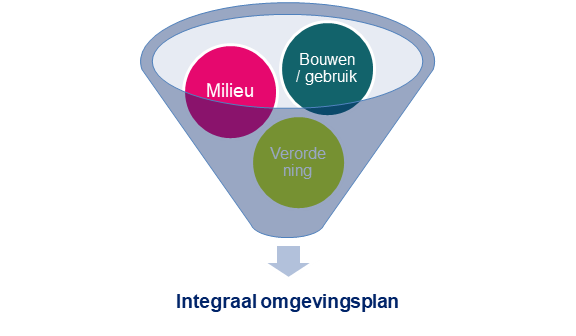 Bouwen
/ gebruik
Milieu
Verorde
ning
Integraal omgevingsplan